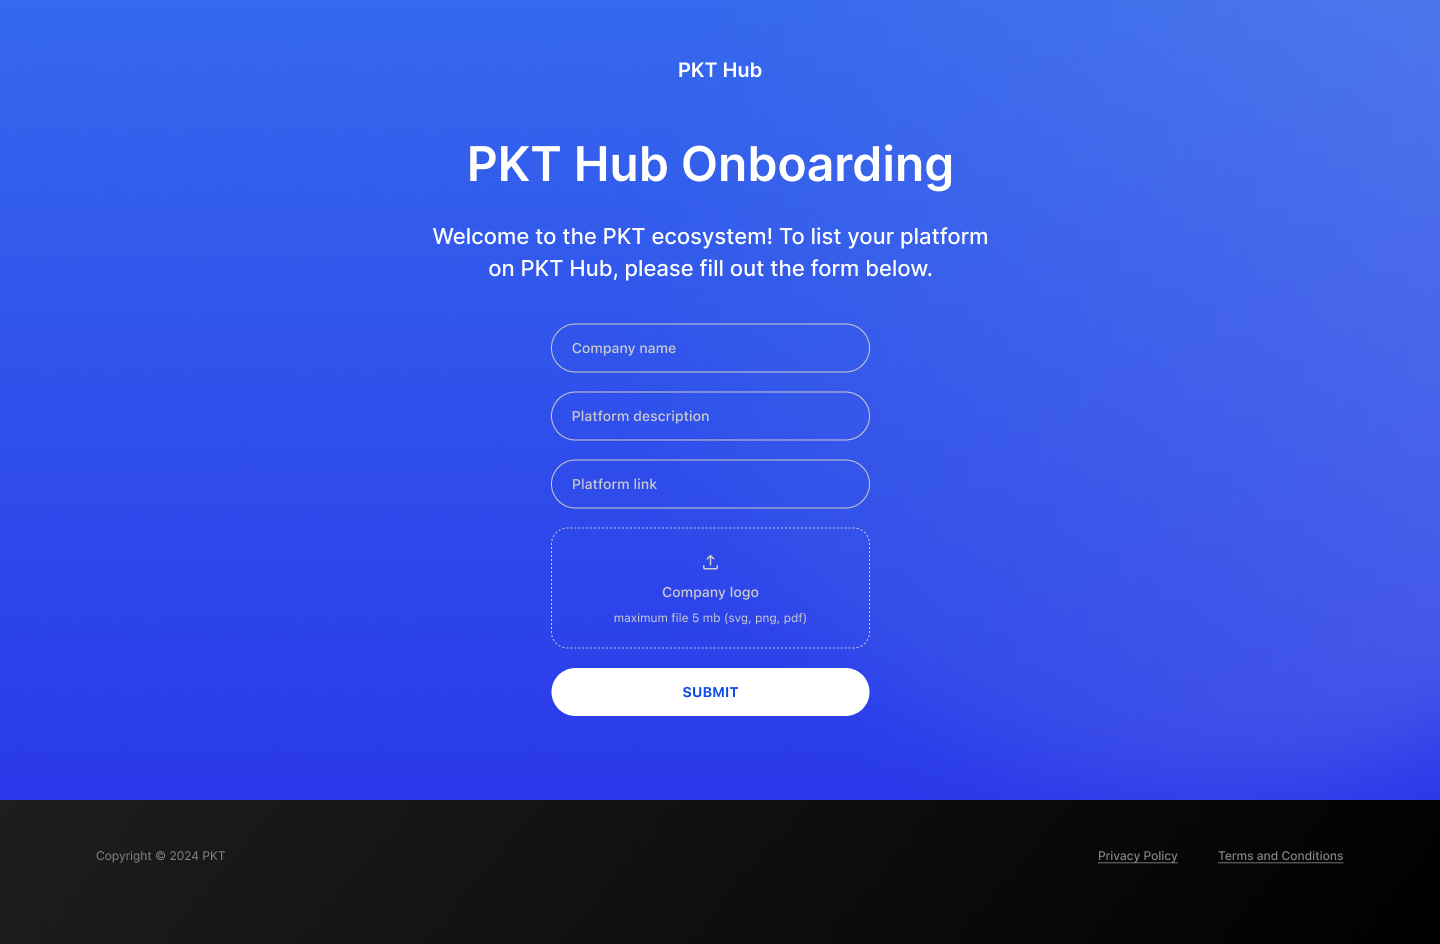 PKT Hub
PKT Hub Onboarding
Welcome to the PKT ecosystem! To list your platform
on PKT Hub, please fill out the form below.
Company name
Platform description
Platform link
Company logo
maximum file 5 mb (svg, png, pdf)
SUBMIT
Copyright © 2024 PKT
Privacy Policy
Terms and Conditions